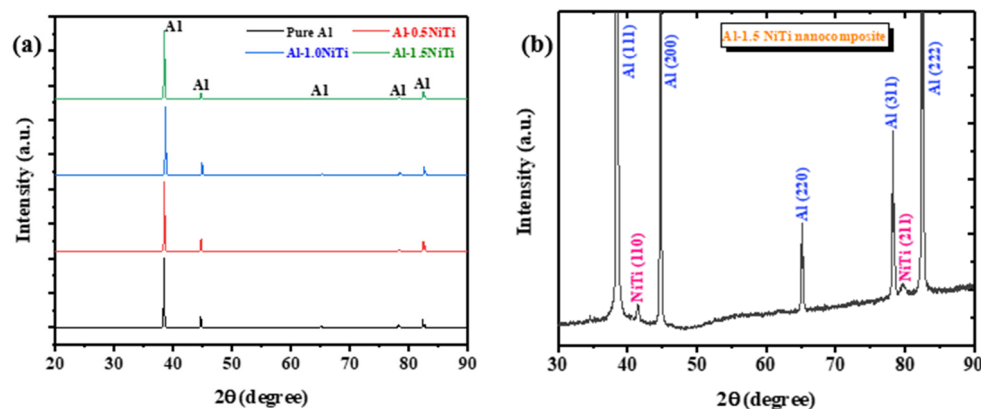 (a)
Pure Al
Al-0.5NiTi
Al-1.0NiTi
Al-1.5NiTi
Al
Al
Al
Al
Al
Intensity (a.u.)
20 30 40 50 60 70 80 90
2θ (degree)
(b)
Al-1.5 NiTi nanocomposite
Al (111)
NiTi (110)
Al (200)
Al (220)
Al (311)
NiTi (211)
Al (222)
Intensity (a.u.)
30 40 50 60 70 80 90
2θ (degree)